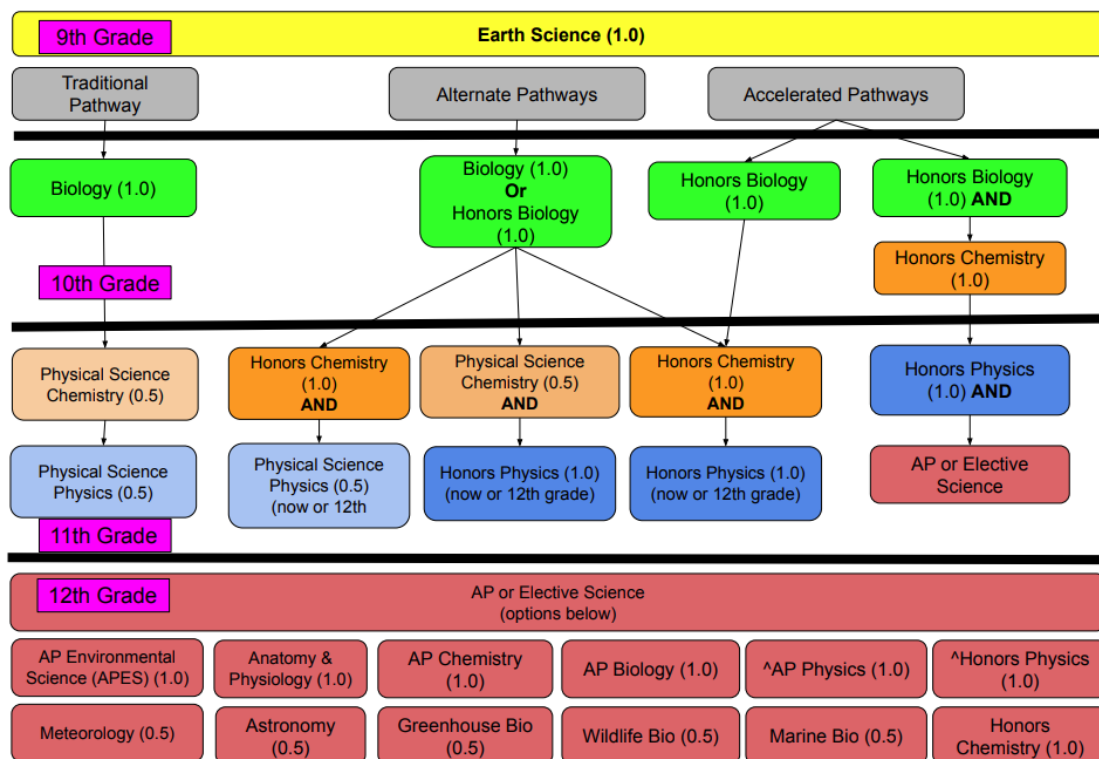 9th Grade
Earth Science (1.0)
Traditional
Pathway
Alternate Pathways
Accelerated Pathways
Biology (1.0)
Biology (1.0)
Or
Honors Biology
(1.0)
Honors Biology
(1.0)
Honors Biology
(1.0) AND
Honors Chemistry
(1.0)
10th Grade
Physical Science
Chemistry (0.5)
Honors Chemistry
(1.0)
AND
Physical Science
Chemistry (0.5)
AND
Honors Chemistry
(1.0)
AND
Honors Physics
(1.0) AND
Physical Science
Physics (0.5)
Physical Science
Physics (0.5)
(now or 12th
Honors Physics (1.0)
(now or 12th grade)
Honors Physics (1.0)
(now or 12th grade)
AP or Elective
Science
11th Grade
12th Grade
AP or Elective Science
(options below)
AP Environmental
Science (APES) (1.0)
Anatomy &
Physiology (1.0)
AP Chemistry
(1.0)
AP Biology (1.0)
^AP Physics (1.0)
^Honors Physics
(1.0)
Meteorology (0.5)
Astronomy
(0.5)
Greenhouse Bio
(0.5)
Wildlife Bio (0.5)
Marine Bio (0.5)
Honors
Chemistry (1.0)